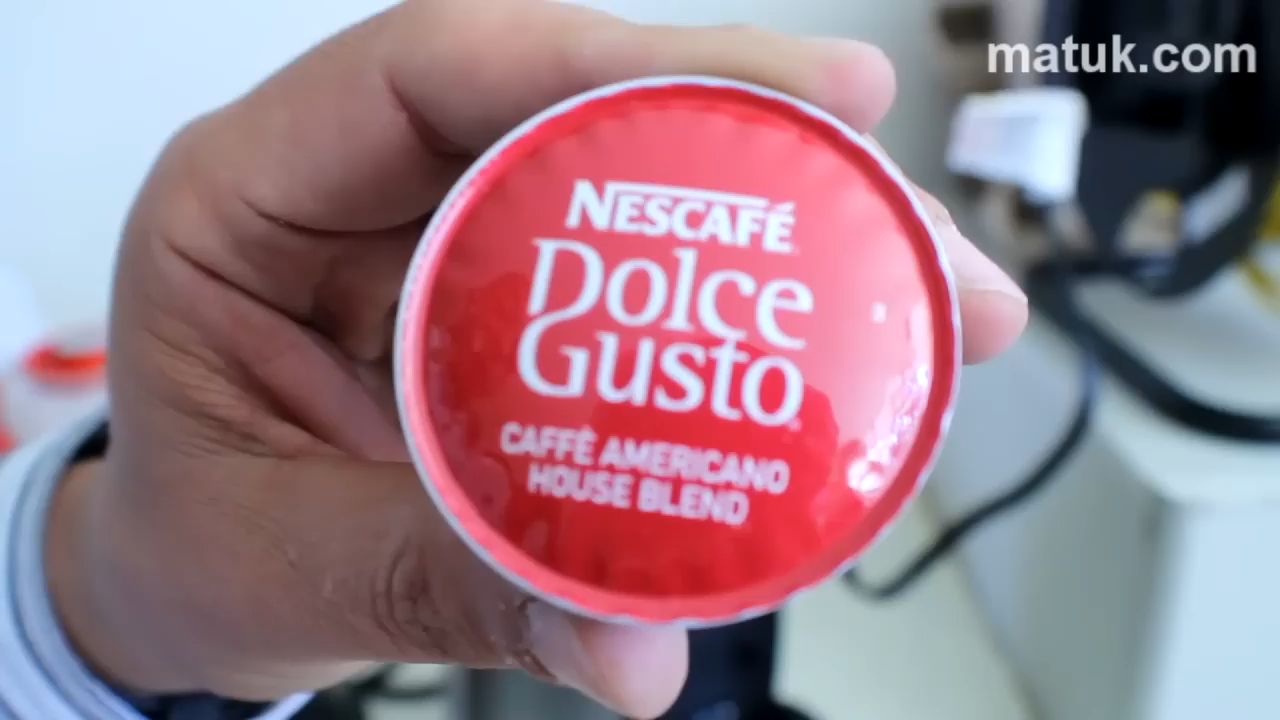 matuk.com
NESCAFÉ
DOLCE
GUSTO
CAFFÈ AMERICANO
HOUSE BLEND